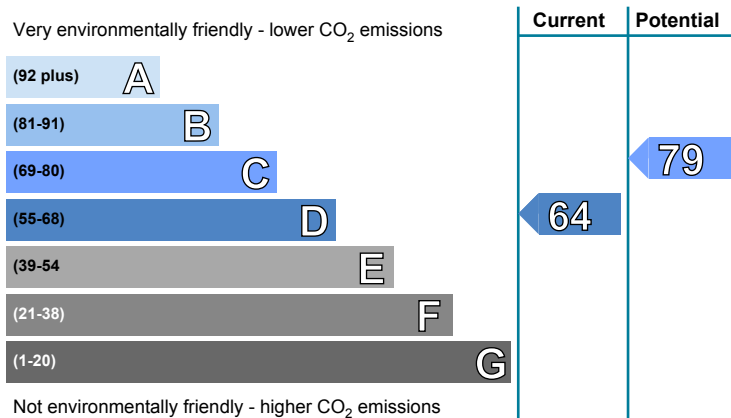 Very environmentally friendly - lower CO₂ emissions
Current
Potential
(92 plus) A
(81-91) B
(69-80) C
(55-68) D
(39-54 E
(21-38) F
(1-20) G
79
64
Not environmentally friendly - higher CO₂ emissions